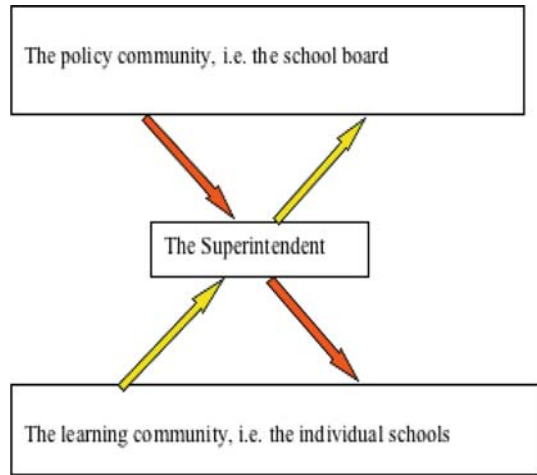 The policy community, i.e. the school board
The Superintendent
The learning community, i.e. the individual schools